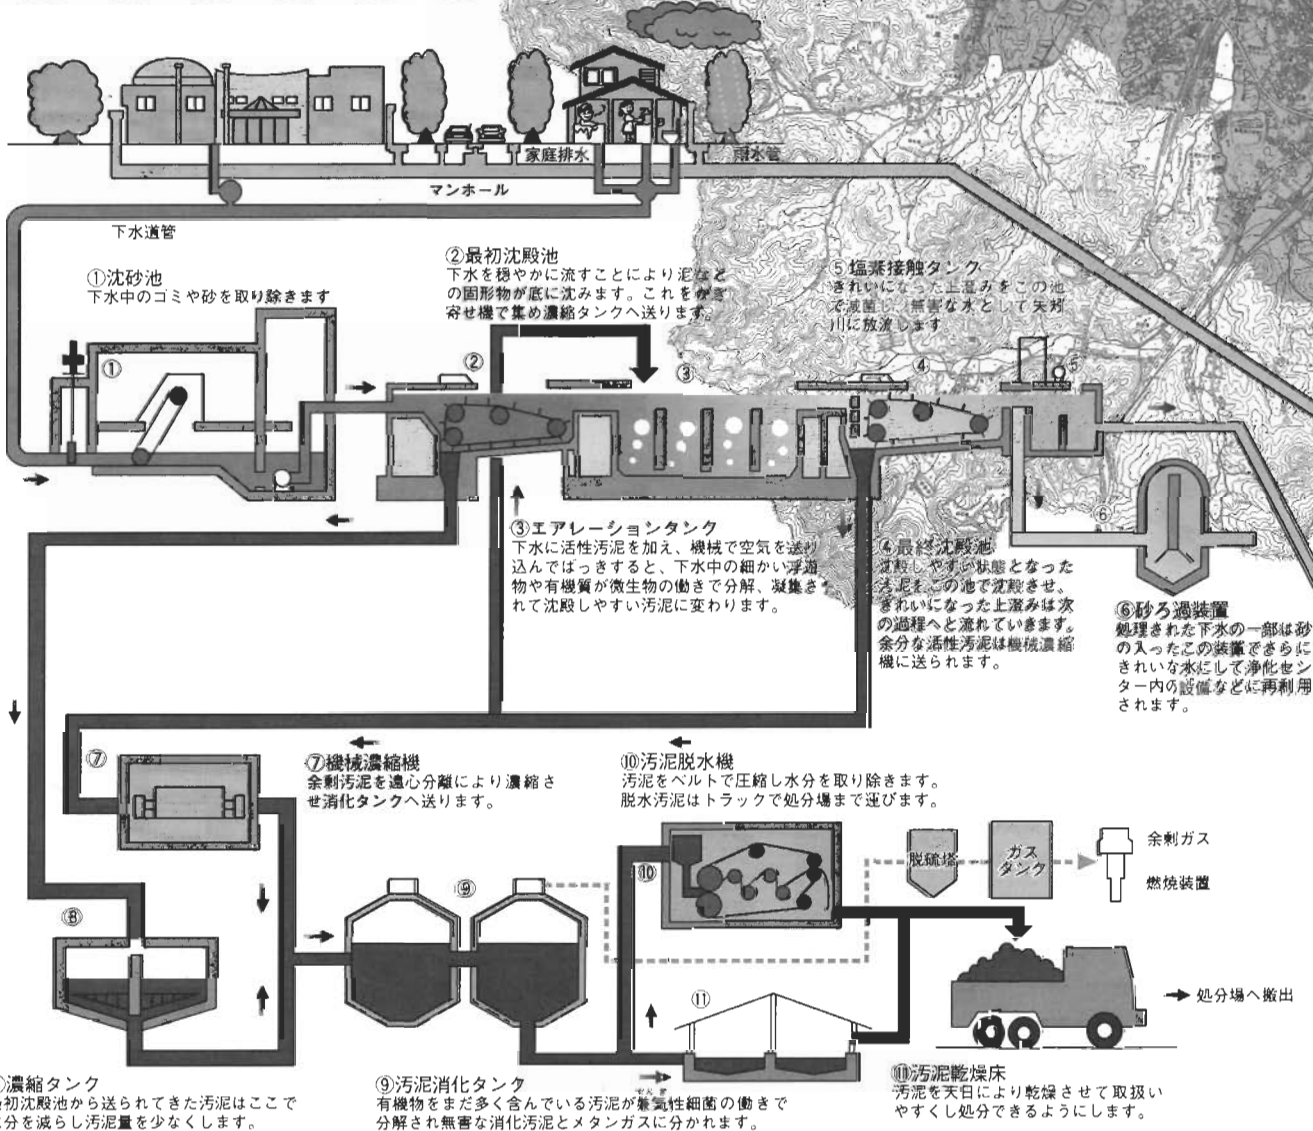 家庭排水
雨水管
マンホール
下水道管
①沈砂池
下水中のゴミや砂を取り除きます
②最初沈殿池
下水を穏やかに流すことにより泥など
の固形物が底に沈みます。これをかき
寄せ機で集め濃縮タンクへ送ります。
⑤塩素接触タンク
きれいになった上澄みをこの池
で滅菌し、無害な水として矢矧
川に放流します
①
②
③
④
⑤
③エアレーションタンク
下水に活性汚泥を加え、機械で空気を送り
込んでばっきすると、下水中の細かい浮遊
物や有機質が微生物の働きで分解、凝集さ
れて沈殿しやすい汚泥に変わります。
④最終沈殿池
沈殿しやすい状態となった
汚泥をこの池で沈殿させ、
きれいになった上澄みは次
の過程へと流れていきます。
余分な活性汚泥は機械濃縮
機に送られます。
⑥
⑥砂ろ過装置
処理された下水の一部は砂
の入ったこの装置でさらに
きれいな水にして浄化セン
ター内の設備などに再利用
されます。
⑦
⑦機械濃縮機
余剰汚泥を遠心分離により濃縮さ
せ消化タンクへ送ります。
⑩汚泥脱水機
汚泥をベルトで圧縮し水分を取り除きます。
脱水汚泥はトラックで処分場まで運びます。
⑩
脱硫塔
ガス
タンク
余剰ガス
燃焼装置
⑧
⑨
⑪
処分場へ搬出
濃縮タンク
初沈殿池から送られてきた汚泥はここで
分を減らし汚泥量を少なくします。
⑨汚泥消化タンク
有機物をまだ多く含んでいる汚泥が嫌気性細菌の働きで
分解され無害な消化汚泥とメタンガスに分かれます。
⑪汚泥乾燥床
汚泥を天日により乾燥させて取扱い
やすくし処分できるようにします。